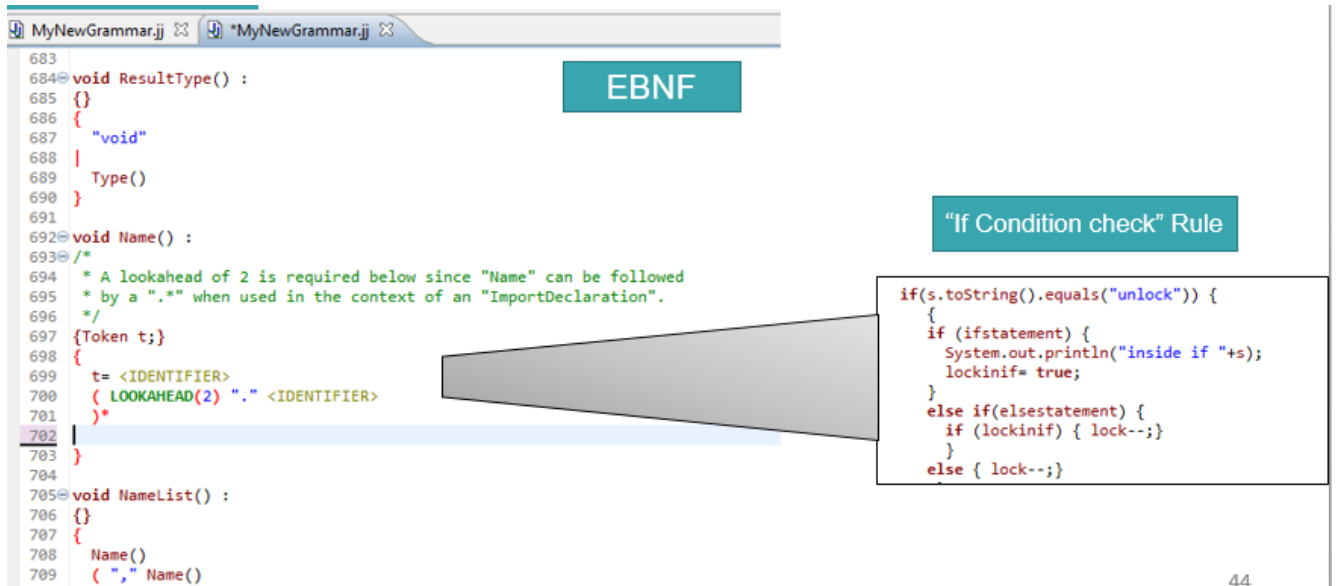 MyNewGrammar.jj
*MyNewGrammar.jj
683
684 void ResultType() :
685 {}
686 {
687 "void"
688 |
689 Type()
690 }
691
692 void Name() :
693 /*
694 * A lookahead of 2 is required below since "Name" can be followed
695 * by a ".*" when used in the context of an "ImportDeclaration".
696 */
697 {Token t;}
698 {
699 t= <IDENTIFIER>
700 ( LOOKAHEAD(2) "." <IDENTIFIER>
701 )*
702
703 }
704
705 void NameList() :
706 {}
707 {
708 Name()
709 ( "," Name()
EBNF
“If Condition check” Rule
if(s.toString().equals("unlock")) {
{
if (ifstatement) {
System.out.println("inside if "+s);
lockinif= true;
}
else if(elsestatement) {
if (lockinif) { lock--;}
}
else { lock--;}
44